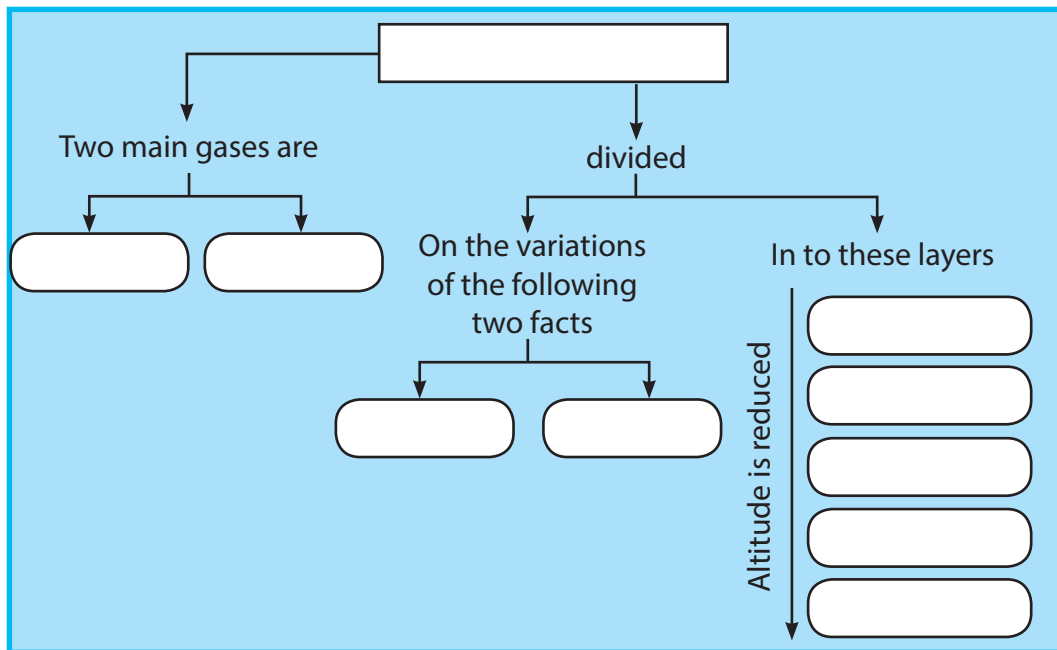 Two main gases are
divided
On the variations
of the following
two facts
In to these layers
Altitude is reduced